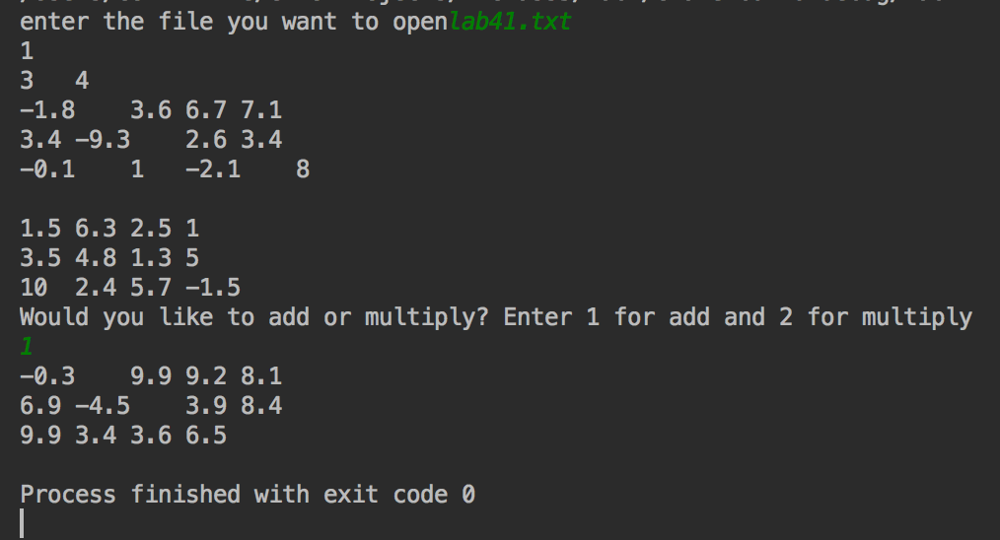 enter the file you want to openlab41.txt
1
3   4
-1.8    3.6 6.7 7.1
3.4 -9.3    2.6 3.4
-0.1    1   -2.1    8
1.5 6.3 2.5 1
3.5 4.8 1.3 5
10  2.4 5.7 -1.5
Would you like to add or multiply? Enter 1 for add and 2 for multiply
1
-0.3    9.9 9.2 8.1
6.9 -4.5    3.9 8.4
9.9 3.4 3.6 6.5
Process finished with exit code 0